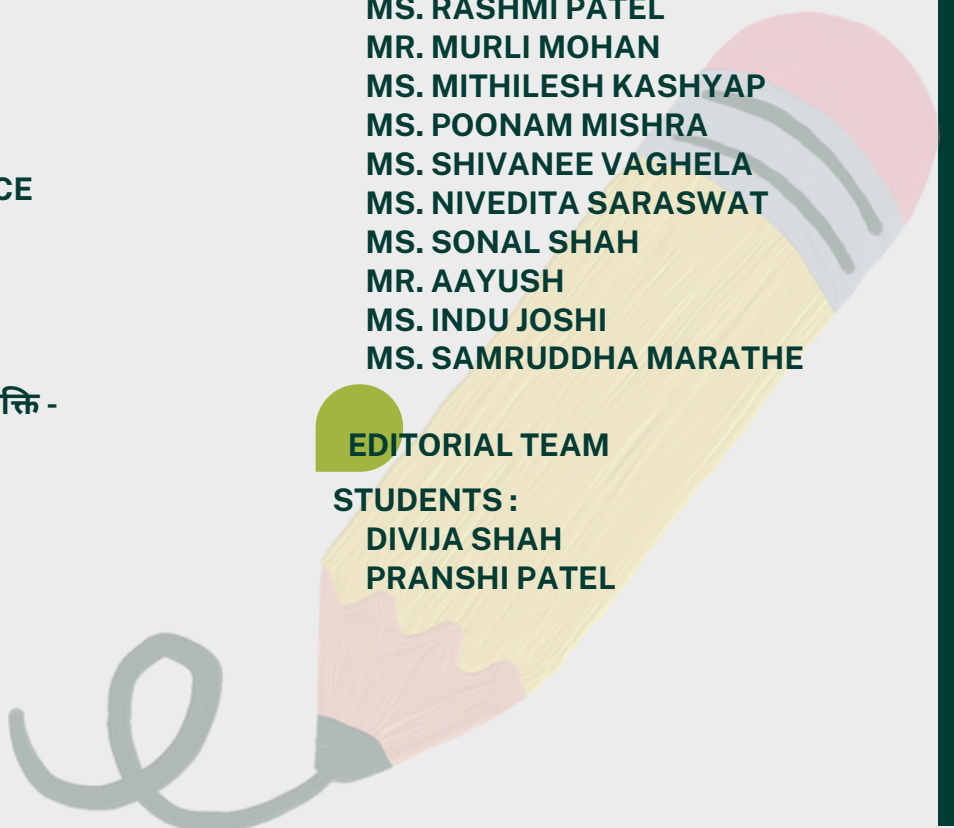 MS. RASHMI PATEL
MR. MURLI MOHAN
MS. MITHILESH KASHYAP
MS. POONAM MISHRA
MS. SHIVANEE VAGHELA
CE
MS. NIVEDITA SARASWAT
MS. SONAL SHAH
MR. AAYUSH
MS. INDU JOSHI
MS. SAMRUDDHA MARATHE
क्ति -
EDITORIAL TEAM
STUDENTS :
DIVIJA SHAH
PRANSHI PATEL